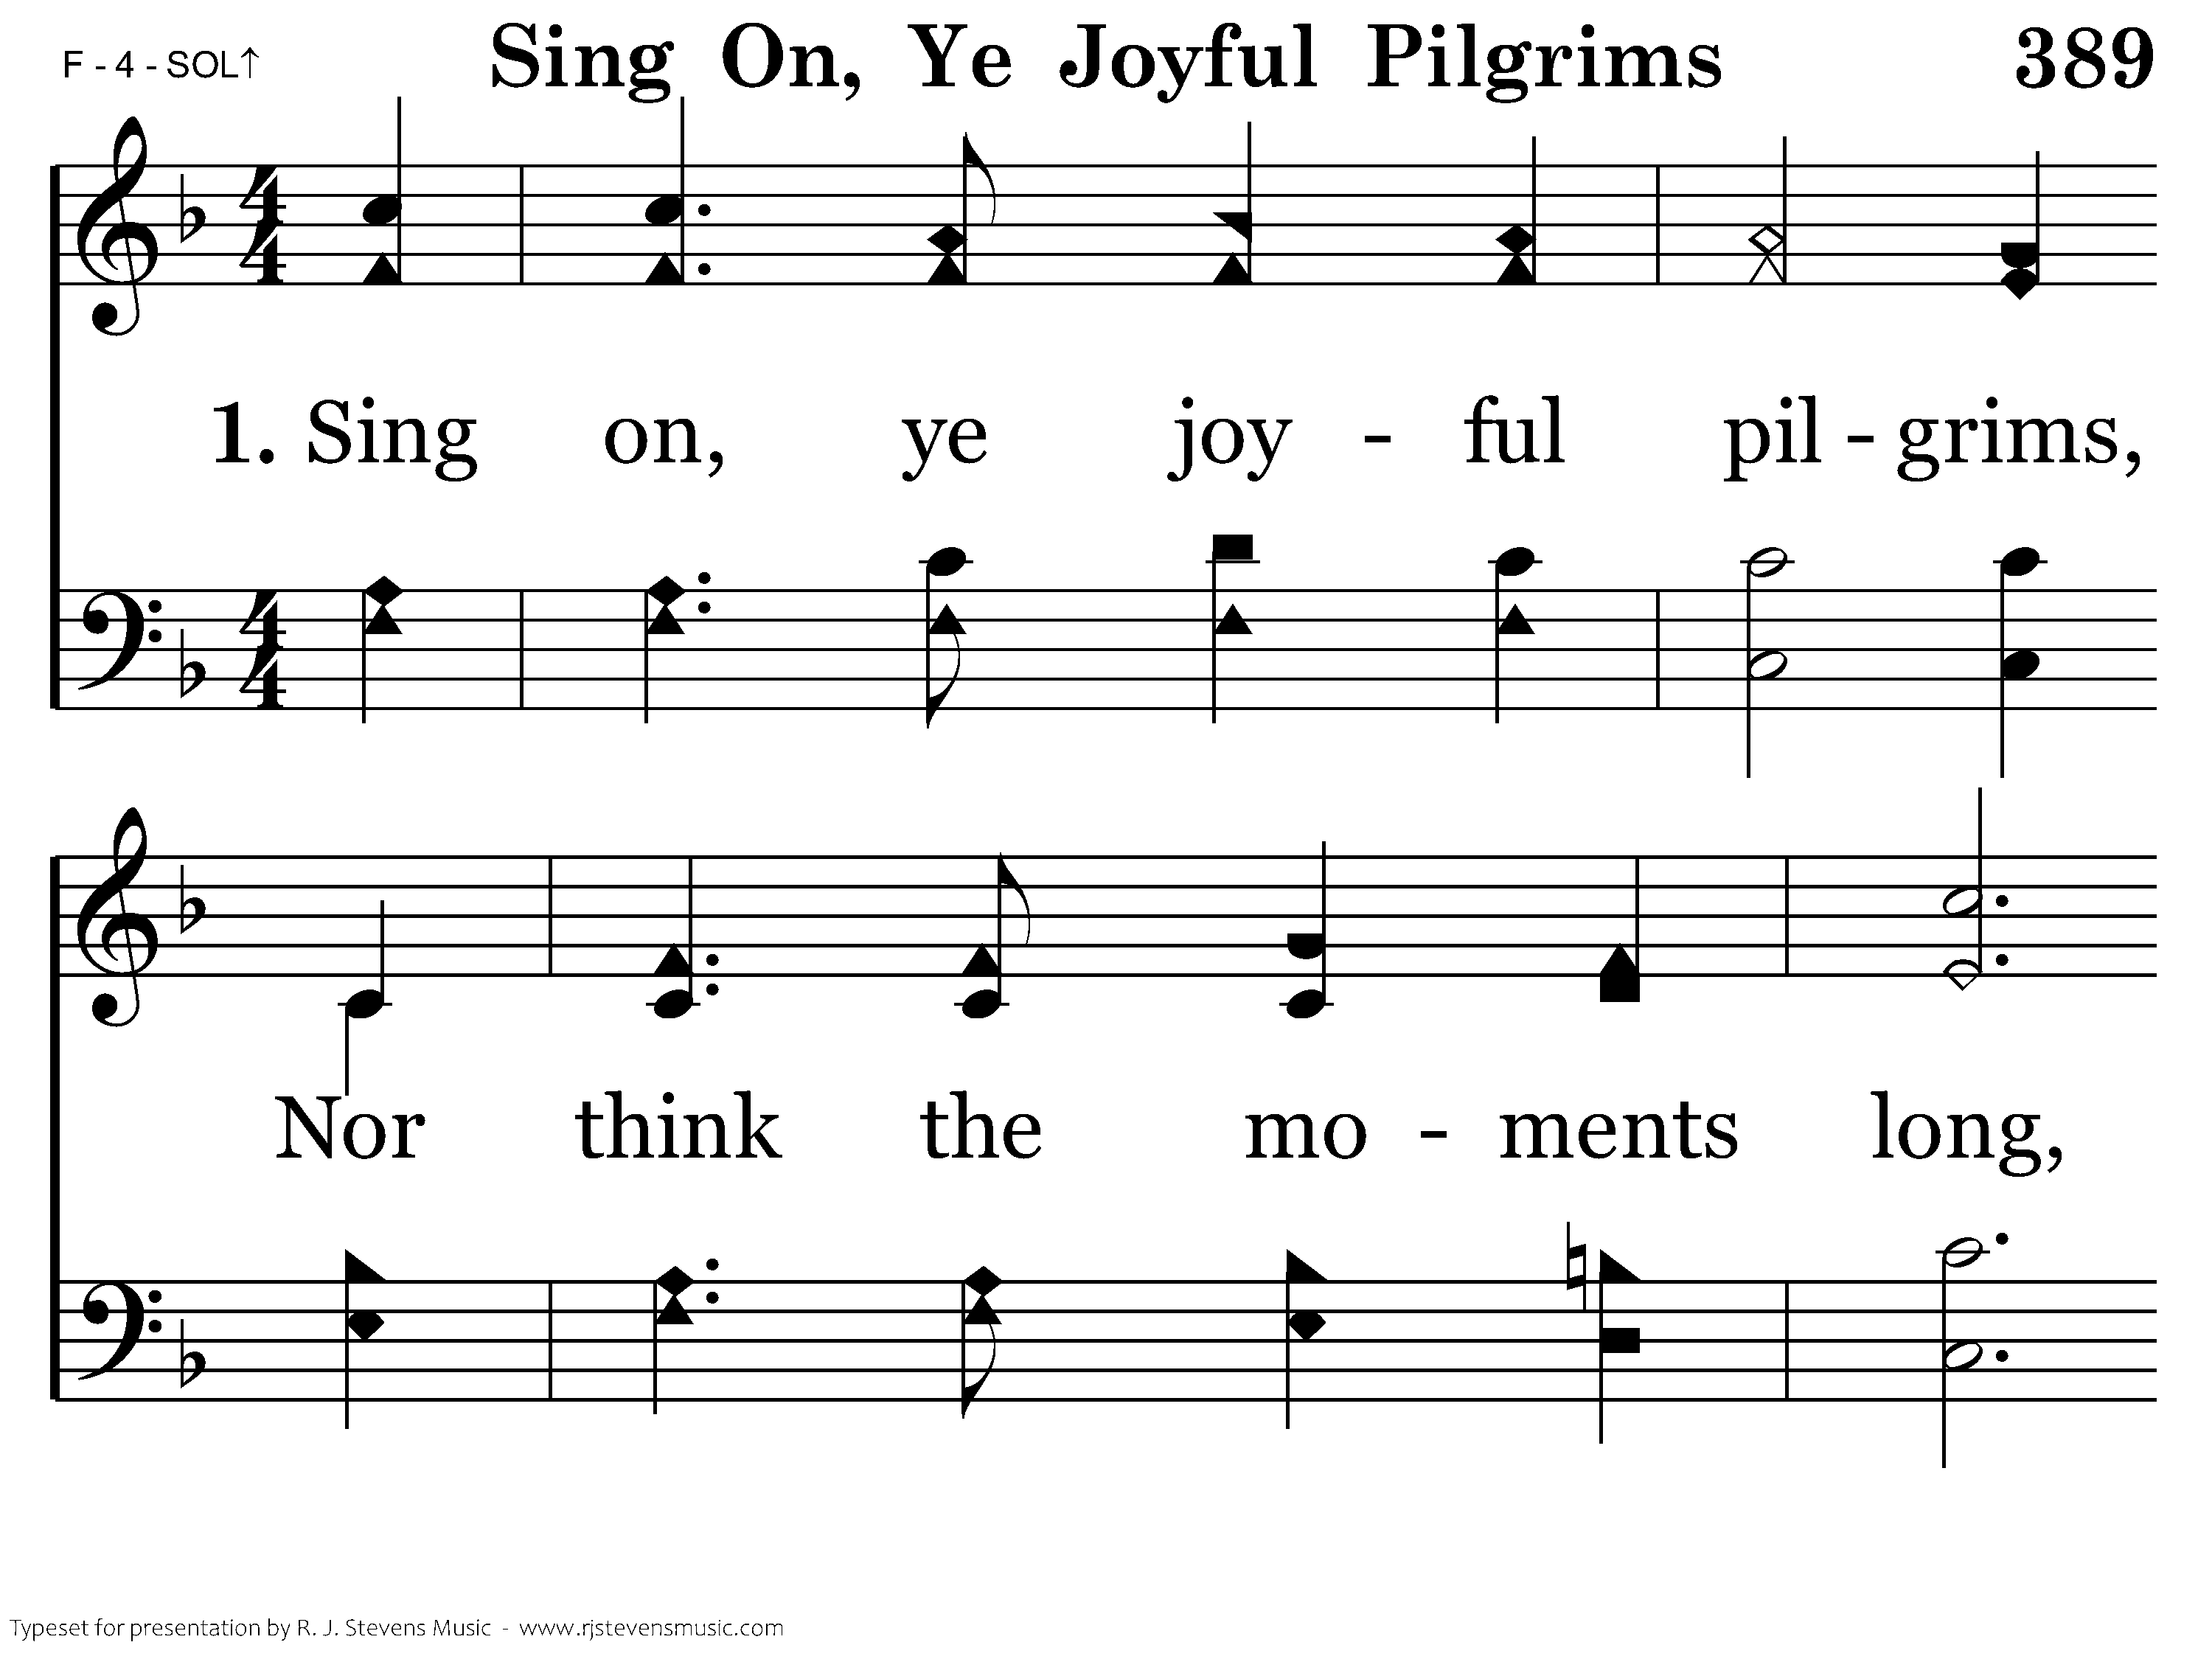 F - 4 - SOL↑ Sing On, Ye Joyful Pilgrims 389
1. Sing on, ye joy - ful pil - grims,
Nor think the mo - ments long,
Typeset for presentation by R. J. Stevens Music - www.rjstevensmusic.com